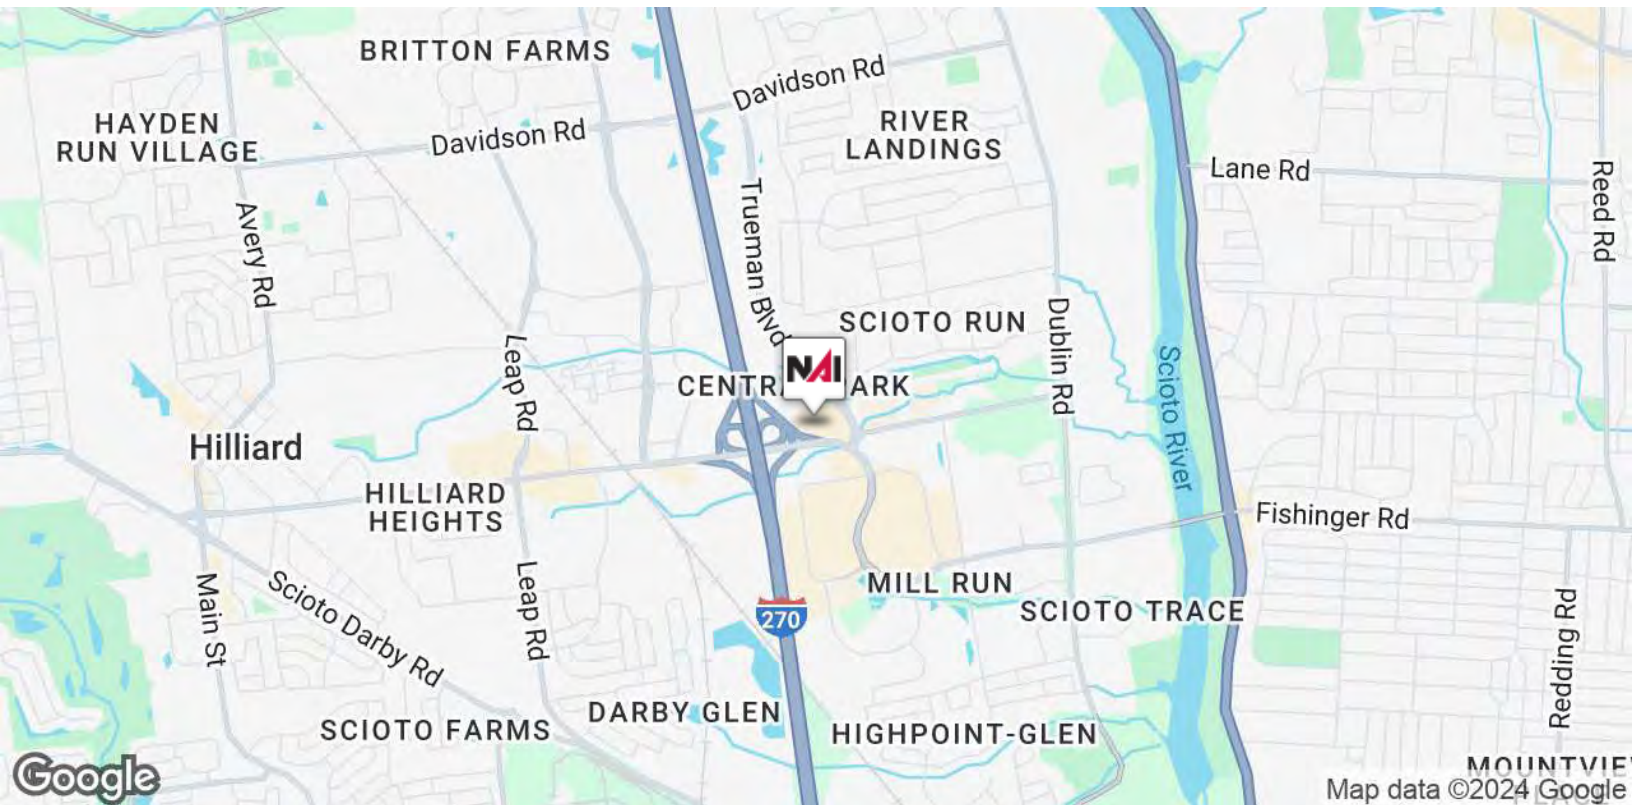 BRITTON FARMS
Davidson Rd
HAYDEN
RUN VILLAGE
Davidson Rd
RIVER
LANDINGS
Lane Rd
Reed Rd
Avery Rd
Trueman Blvd
SCIOTO RUN
Dublin Rd
Leap Rd
NAI
Scioto River
Hilliard
HILLIARD
HEIGHTS
Fishinger Rd
Main St
Scioto Darby Rd
Leap Rd
MILL RUN
SCIOTO TRACE
270
Redding Rd
DARBY GLEN
SCIOTO FARMS
HIGHPOINT-GLEN
Google
Map data ©2024 Google